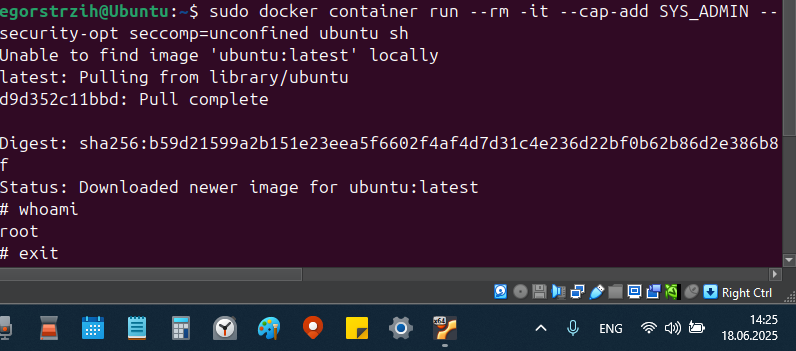 egorstrzih@Ubuntu:~$ sudo docker container run --rm -it --cap-add SYS_ADMIN --
security-opt seccomp=unconfined ubuntu sh
Unable to find image 'ubuntu:latest' locally
latest: Pulling from library/ubuntu
d9d352c11bbd: Pull complete
Digest: sha256:b59d21599a2b151e23eea5f6602f4af4d7d31c4e236d22bf0b62b86d2e386b8
f
Status: Downloaded newer image for ubuntu:latest
# whoami
root
# exit
Right Ctrl
x64
ENG
14:25
18.06.2025